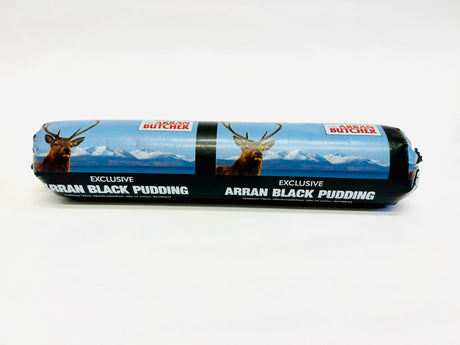 ARRAN
BUTCHER
EXCLUSIVE
ARRAN BLACK PUDDING
ARRAN
BUTCHER
EXCLUSIVE
ARRAN BLACK PUDDING